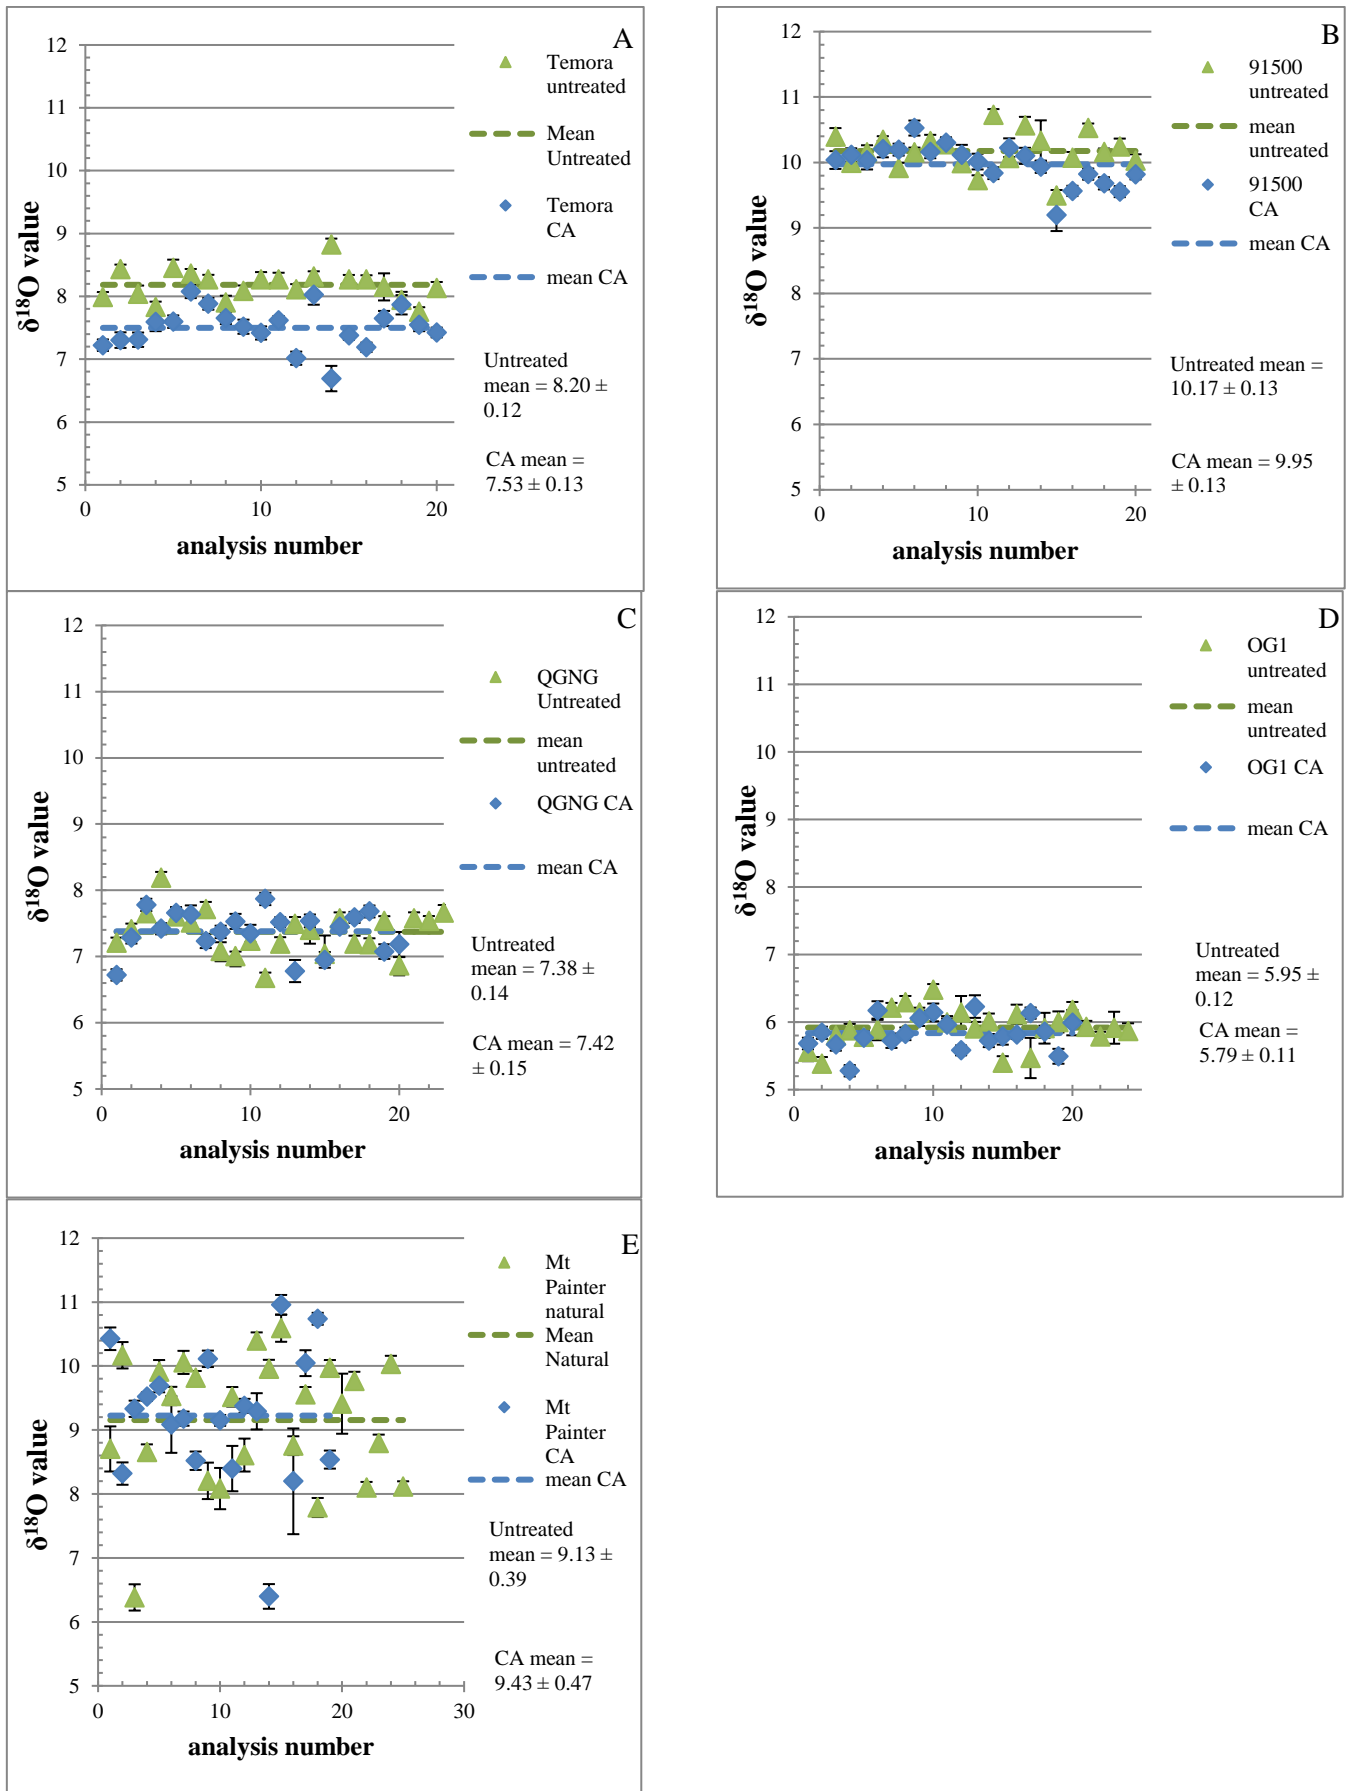 A
12
11
10
9
8
7
6
5
0
10
20
δ18O value
analysis number
Temora
untreated
Mean
Untreated
Temora
CA
mean CA
Untreated
mean = 8.20 ±
0.12
CA mean =
7.53 ± 0.13
B
12
11
10
9
8
7
6
5
0
10
20
δ18O value
analysis number
91500
untreated
mean
untreated
91500
CA
mean CA
Untreated mean =
10.17 ± 0.13
CA mean = 9.95
± 0.13
C
12
11
10
9
8
7
6
5
0
10
20
δ18O value
analysis number
QGNG
Untreated
mean
untreated
QGNG CA
mean CA
Untreated
mean = 7.38 ±
0.14
CA mean = 7.42
± 0.15
D
12
11
10
9
8
7
6
5
0
10
20
δ18O value
analysis number
OG1
untreated
mean
untreated
OG1 CA
mean CA
Untreated
mean = 5.95 ±
0.12
CA mean =
5.79 ± 0.11
E
12
11
10
9
8
7
6
5
0
10
20
30
δ18O value
analysis number
Mt
Painter
natural
Mean
Natural
Mt
Painter
CA
mean CA
Untreated
mean = 9.13 ±
0.39
CA mean =
9.43 ± 0.47